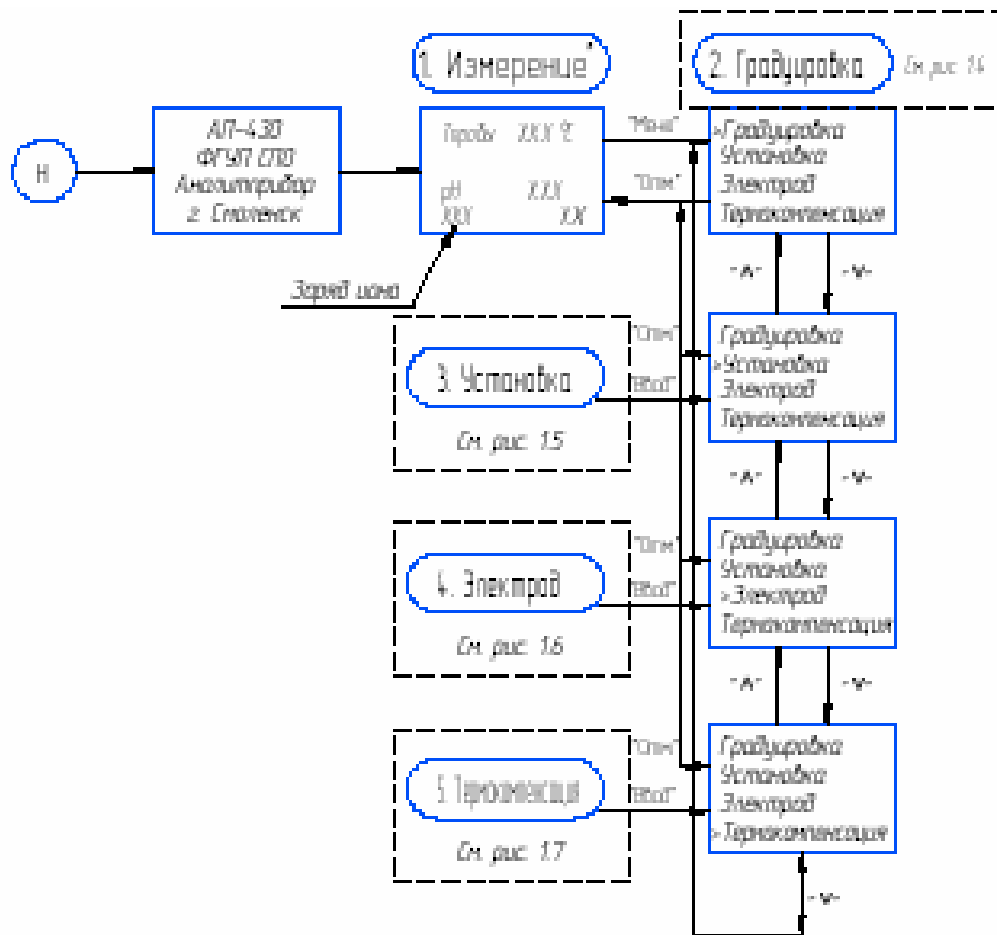 1. Измерение*
2. Градуировка
См. рис. 1.4
Н
АП-430
ФГУП СПО
Аналитприбор
г. Смоленск
Тпробы XX.X °C
pH X.XX
XXX XX
Заряд иона
"Меню"
"Отм"
>Градуировка
Установка
Электрод
Термокомпенсация
-^- -v-
3. Установка
См. рис. 1.5
"Отм"
"Ввод"
Градуировка
>Установка
Электрод
Термокомпенсация
-^- -v-
4. Электрод
См. рис. 1.6
"Отм"
"Ввод"
Градуировка
Установка
>Электрод
Термокомпенсация
-^- -v-
5. Термокомпенсация
См. рис. 1.7
"Отм"
"Ввод"
Градуировка
Установка
Электрод
>Термокомпенсация
-v-